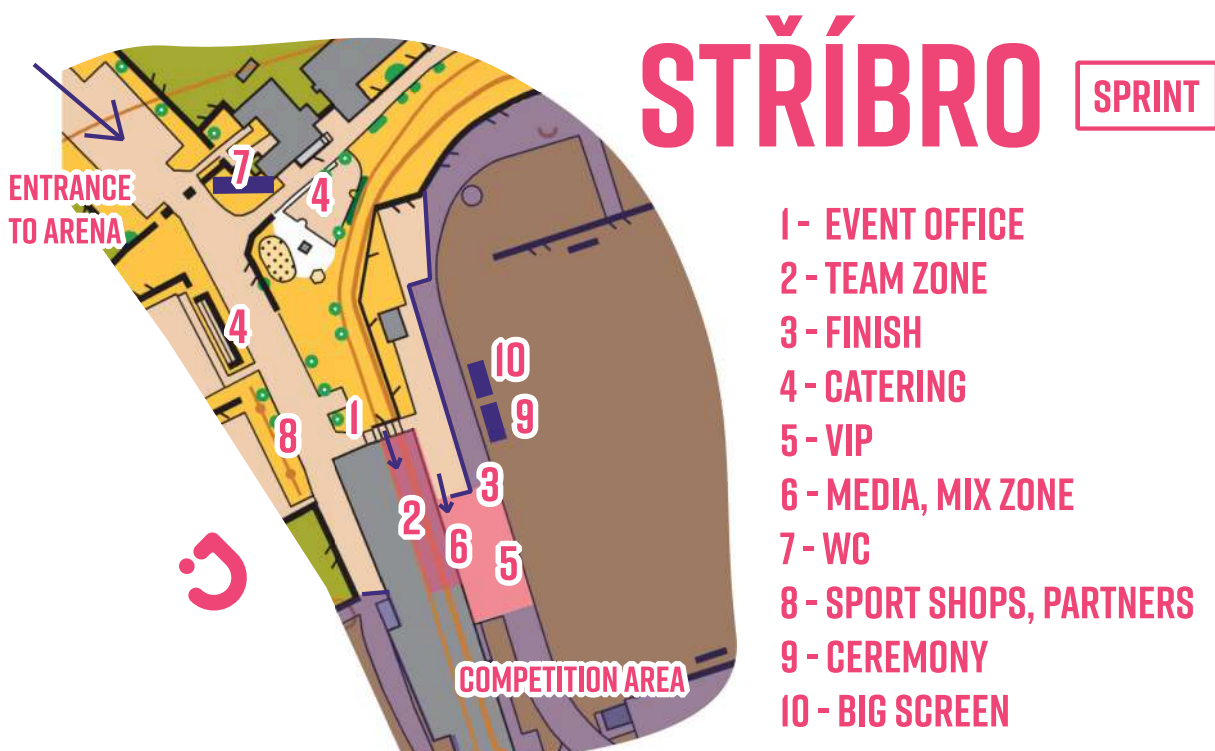 STŘÍBRO
SPRINT
ENTRANCE
TO ARENA
7
4
4
8
1
10
9
3
2
6
5
COMPETITION AREA
1 - EVENT OFFICE
2 - TEAM ZONE
3 - FINISH
4 - CATERING
5 - VIP
6 - MEDIA, MIX ZONE
7 - WC
8 - SPORT SHOPS, PARTNERS
9 - CEREMONY
10 - BIG SCREEN